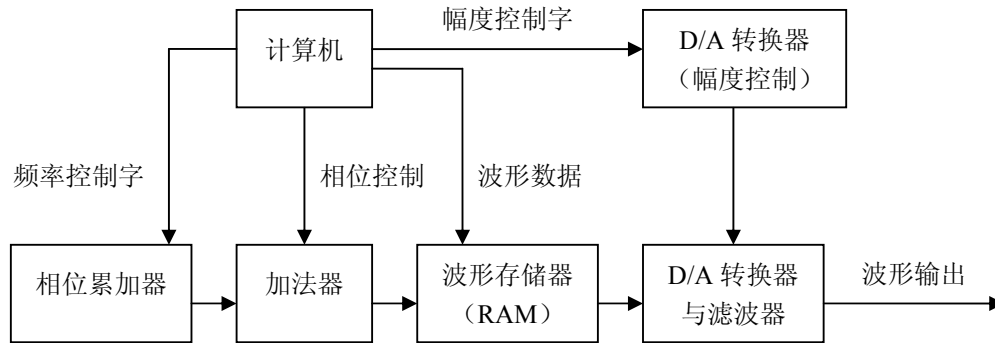 幅度控制字
计算机
D/A 转换器
（幅度控制）
频率控制字
相位控制
波形数据
相位累加器
加法器
波形存储器
（RAM）
D/A 转换器
与滤波器
波形输出